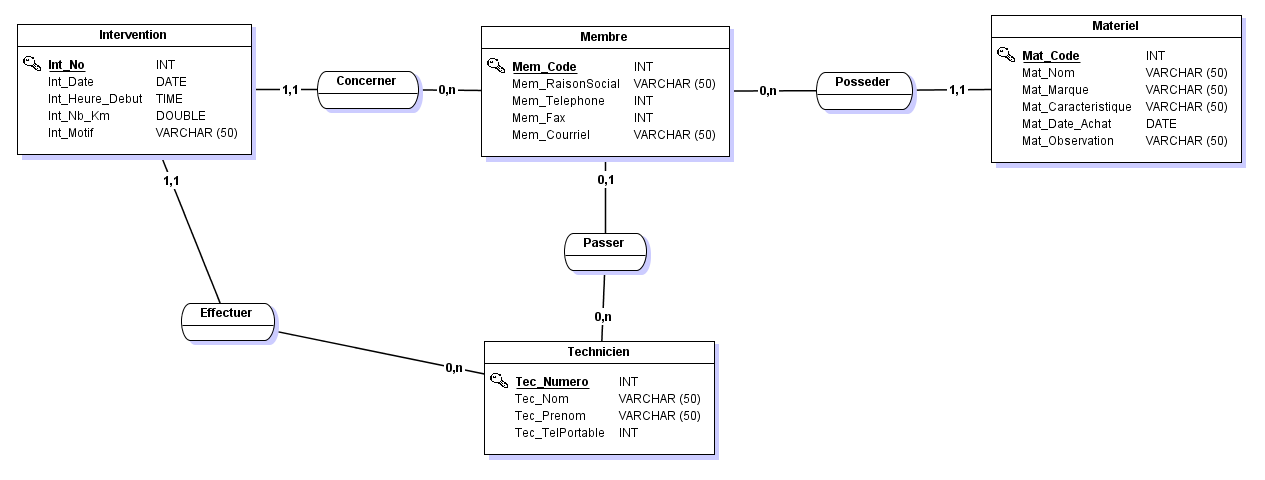 Intervention
Int_No INT
Int_Date DATE
Int_Heure_Debut TIME
Int_Nb_Km DOUBLE
Int_Motif VARCHAR (50)
1,1
Concerner
0,n
Membre
Mem_Code INT
Mem_RaisonSocial VARCHAR (50)
Mem_Telephone INT
Mem_Fax INT
Mem_Courriel VARCHAR (50)
0,n
Posseder
1,1
Materiel
Mat_Code INT
Mat_Nom VARCHAR (50)
Mat_Marque VARCHAR (50)
Mat_Caracteristique VARCHAR (50)
Mat_Date_Achat DATE
Mat_Observation VARCHAR (50)
1,1
0,1
Passer
0,n
Effectuer
0,n
Technicien
Tec_Numero INT
Tec_Nom VARCHAR (50)
Tec_Prenom VARCHAR (50)
Tec_TelPortable INT